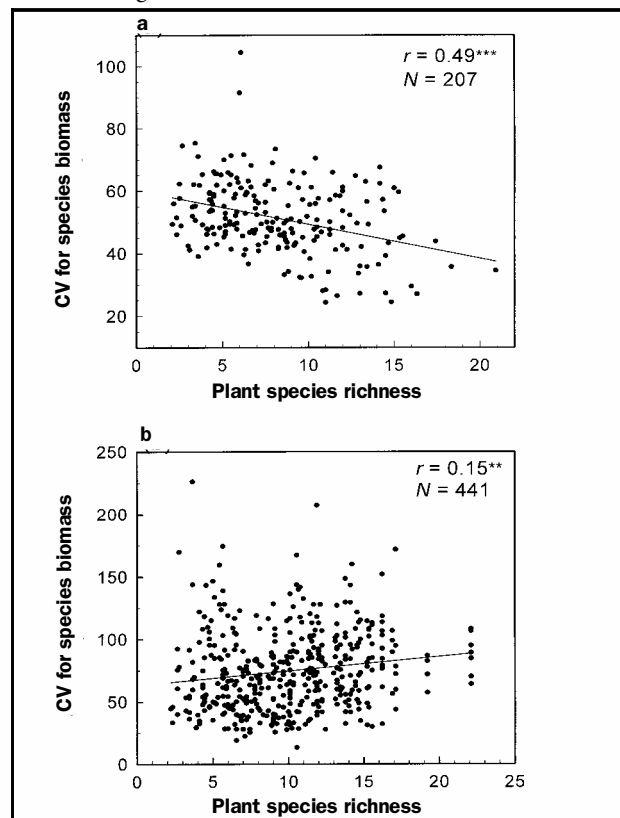 a
r = 0.49***
N = 207
100
80
60
40
20
0
5
10
15
20
CV for species biomass
Plant species richness
b
r = 0.15**
N = 441
250
200
150
100
50
0
0
5
10
15
20
25
CV for species biomass
Plant species richness